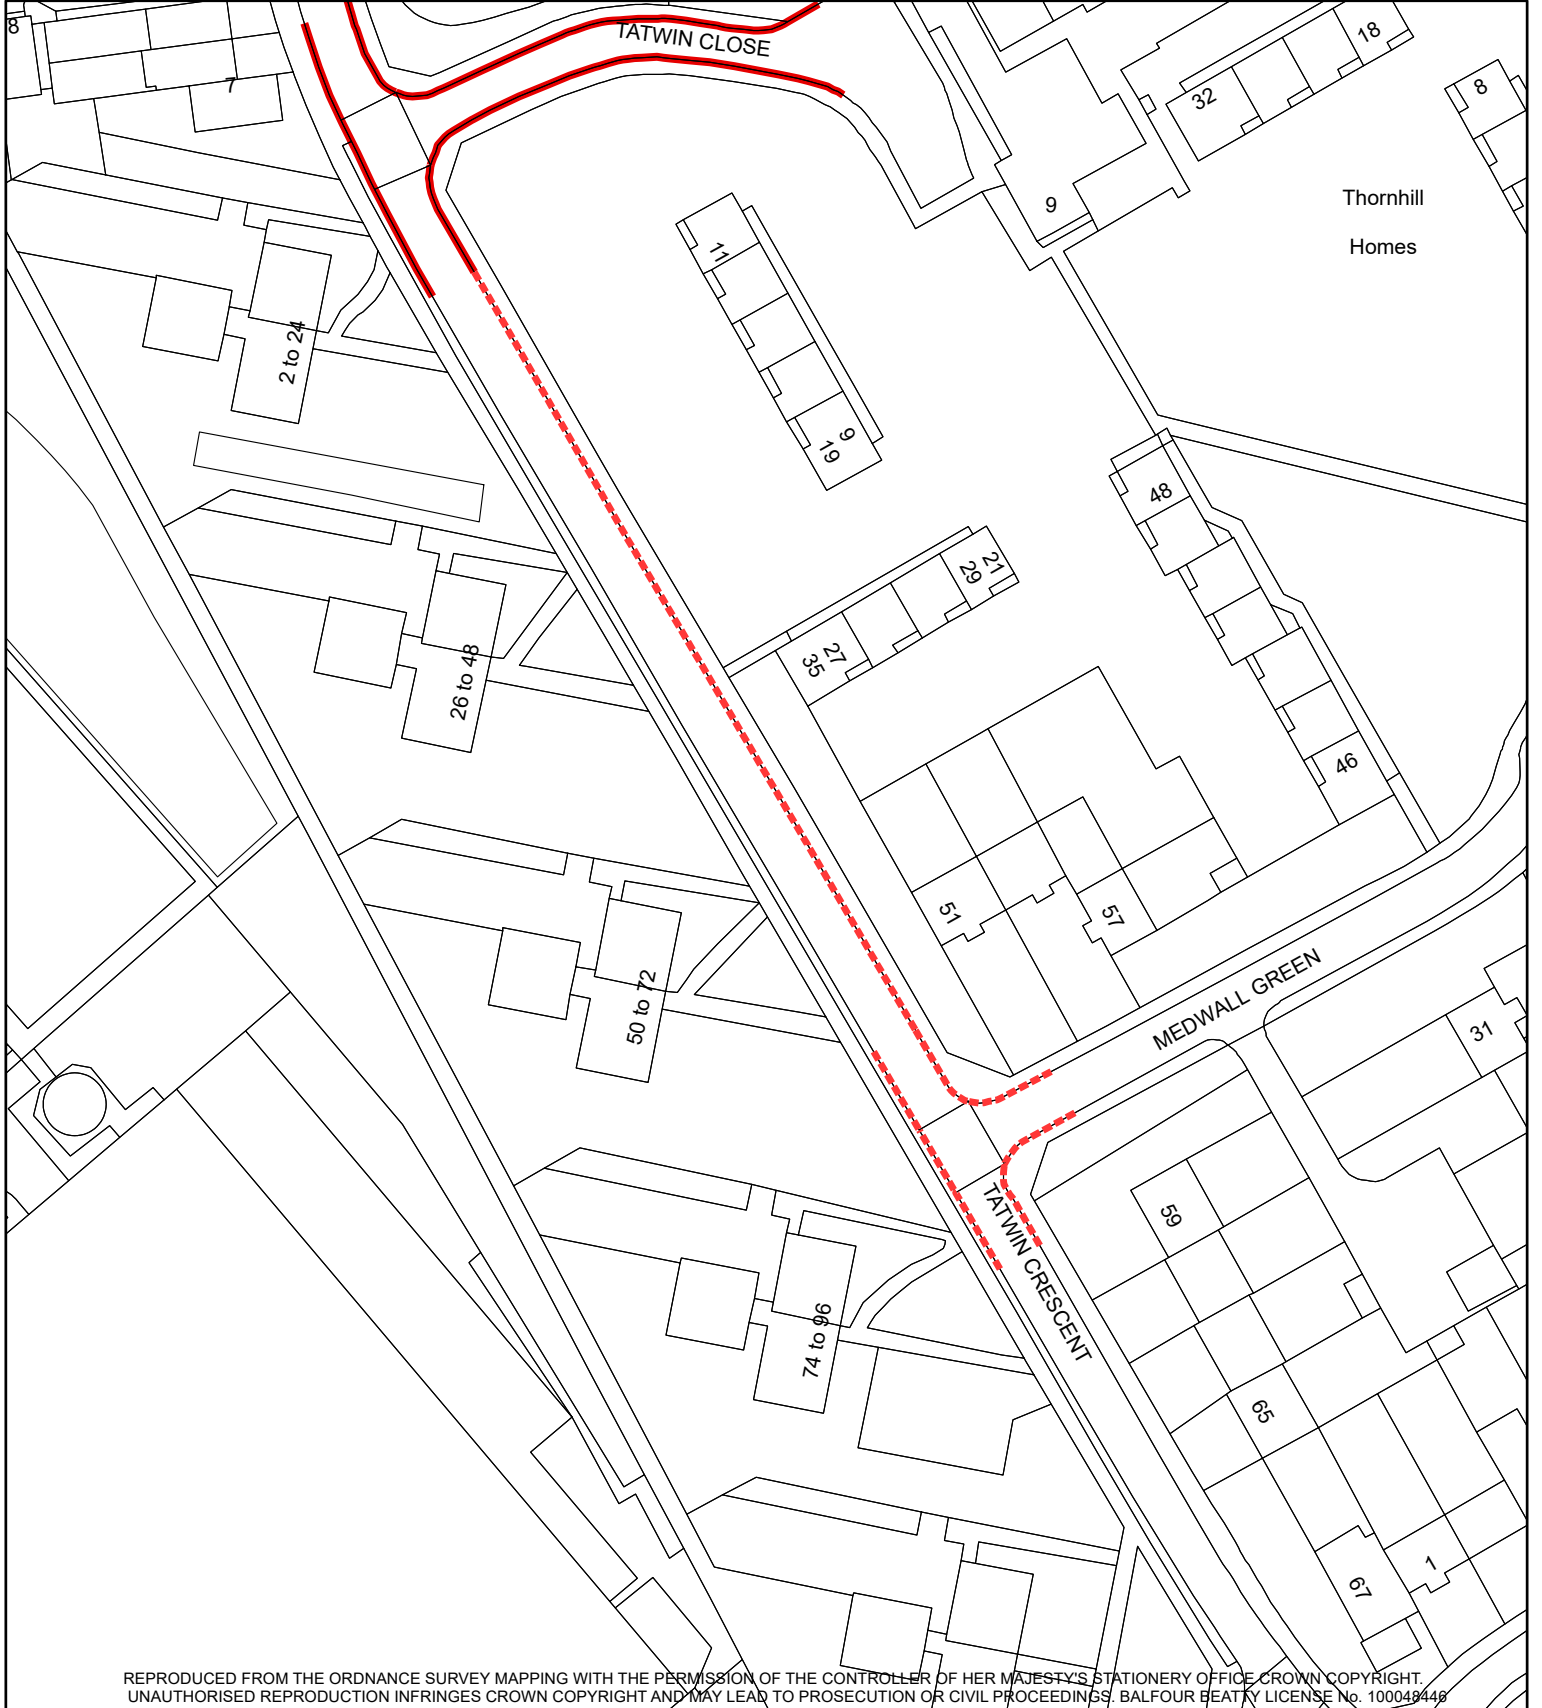 8
7
TATWIN CLOSE
18
32
8
9
Thornhill
Homes
11
2 to 24
9
19
48
21
29
27
35
26 to 48
46
51
57
50 to 72
MEDWALL GREEN
31
59
TATWIN CRESCENT
74 to 96
65
1
67
REPRODUCED FROM THE ORDNANCE SURVEY MAPPING WITH THE PERMISSION OF THE CONTROLLER OF HER MAJESTY'S STATIONERY OFFICE CROWN COPYRIGHT.
UNAUTHORISED REPRODUCTION INFRINGES CROWN COPYRIGHT AND MAY LEAD TO PROSECUTION OR CIVIL PROCEEDINGS. BALFOUR BEATTY LICENSE No. 100048446